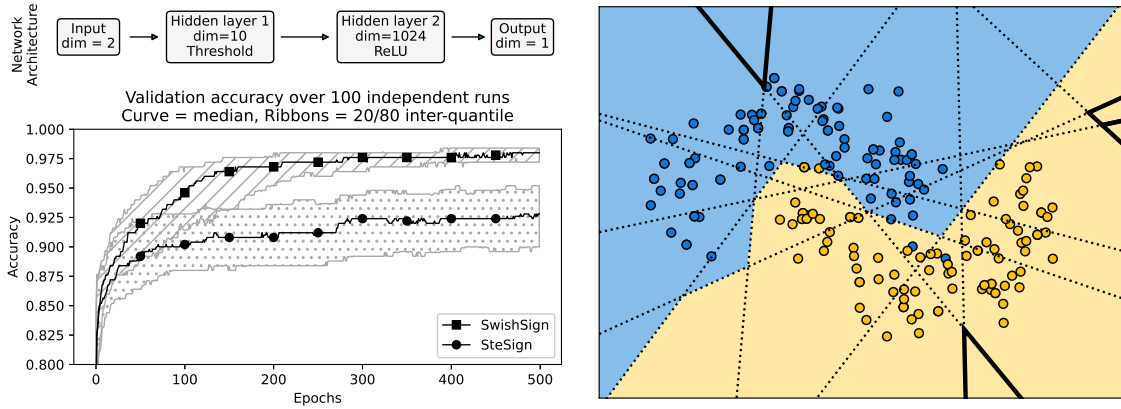 Network
Architecture
Input
dim = 2
Hidden layer 1
dim=10
Threshold
Hidden layer 2
dim=1024
ReLU
Output
dim = 1
Validation accuracy over 100 independent runs
Curve = median, Ribbons = 20/80 inter-quantile
Accuracy
1.000
0.975
0.950
0.925
0.900
0.875
0.850
0.825
0.800
SwishSign
SteSign
0 100 200 300 400 500
Epochs